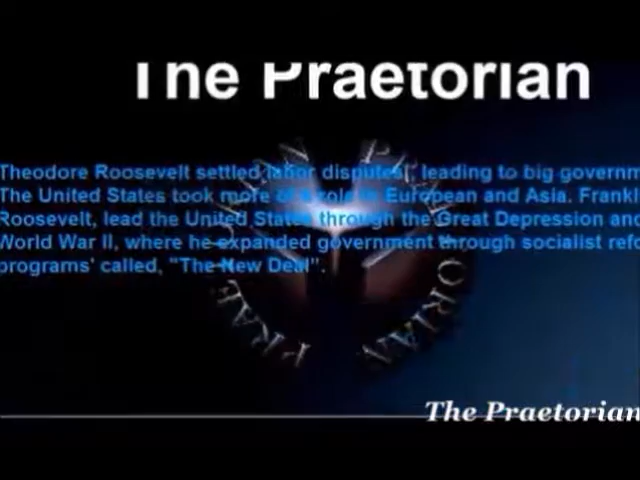 The Praetorian
Theodore Roosevelt settled labor disputes, leading to big governm
The United States took more of a role in European and Asia. Frankl
Roosevelt, lead the United States through the Great Depression and
World War II, where he expanded government through socialist refo
programs' called, "The New Deal".
PRAETORIAN PRAETORIAN
The Praetorian